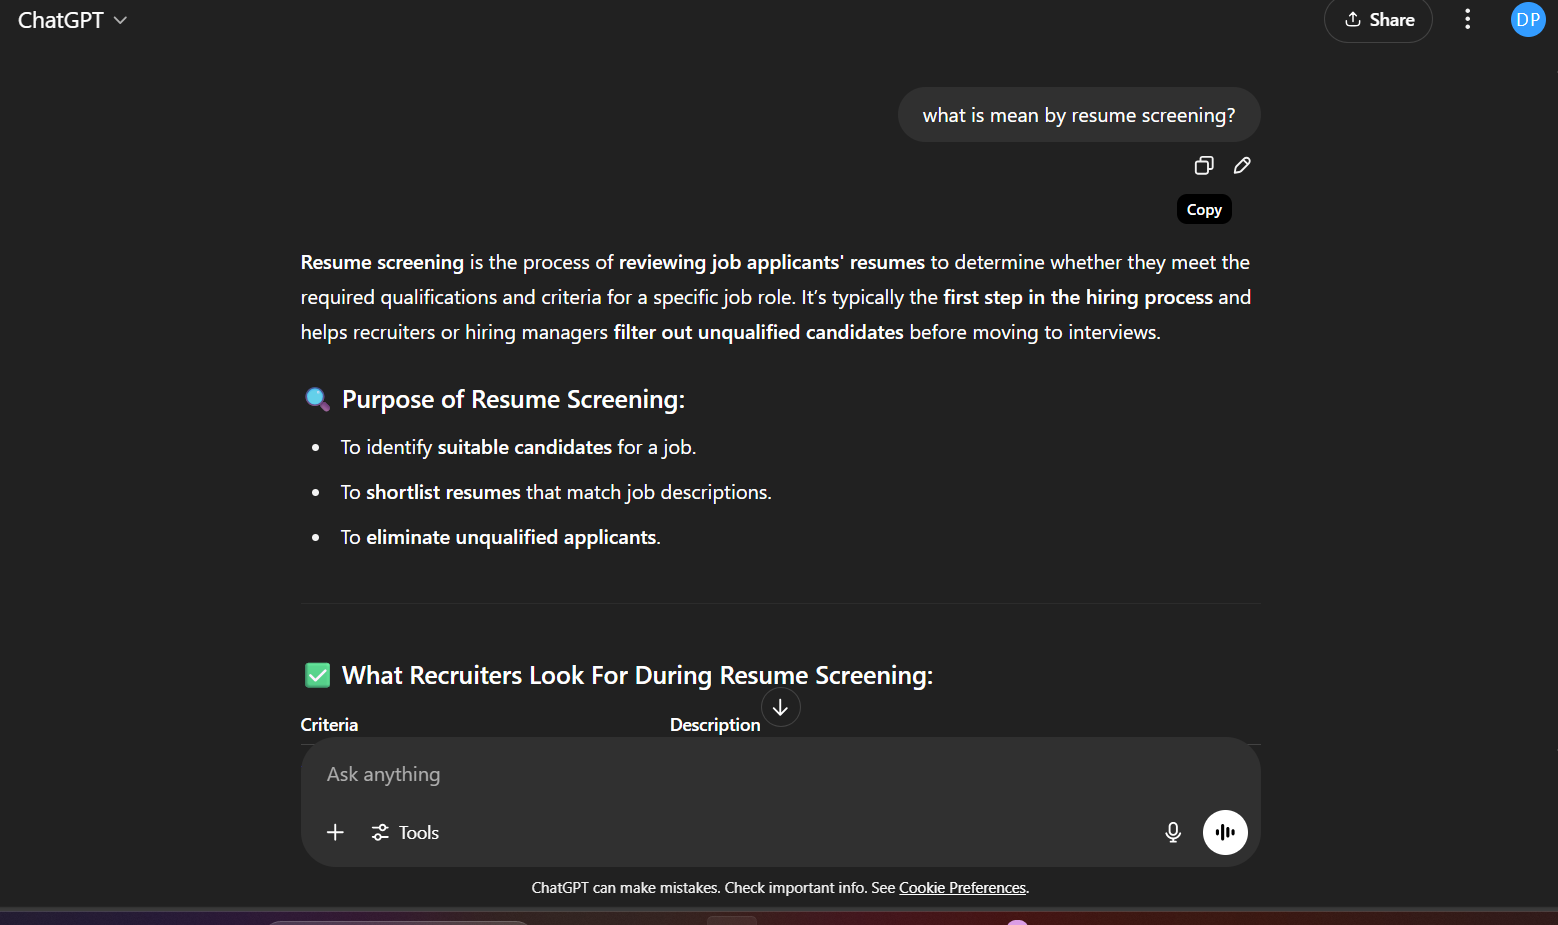 ChatGPT
Share
DP
what is mean by resume screening?
Copy
Resume screening is the process of reviewing job applicants' resumes to determine whether they meet the
required qualifications and criteria for a specific job role. It’s typically the first step in the hiring process and
helps recruiters or hiring managers filter out unqualified candidates before moving to interviews.
Purpose of Resume Screening:
To identify suitable candidates for a job.
To shortlist resumes that match job descriptions.
To eliminate unqualified applicants.
What Recruiters Look For During Resume Screening:
Criteria Description
Ask anything
Tools
ChatGPT can make mistakes. Check important info. See Cookie Preferences.